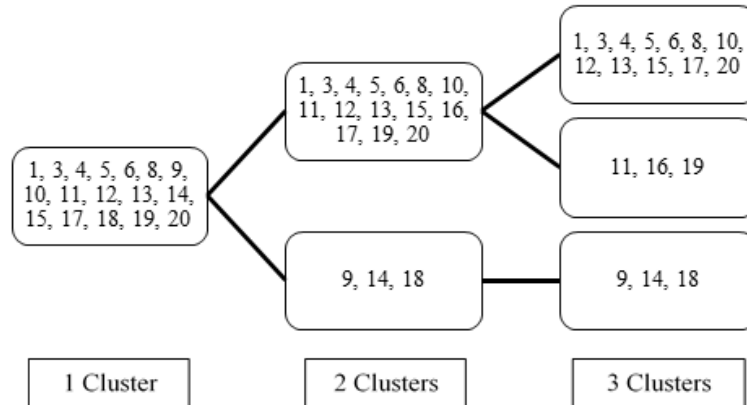 1, 3, 4, 5, 6, 8, 9,
10, 11, 12, 13, 14,
15, 17, 18, 19, 20
1, 3, 4, 5, 6, 8, 10,
11, 12, 13, 15, 16,
17, 19, 20
9, 14, 18
1, 3, 4, 5, 6, 8, 10,
12, 13, 15, 17, 20
11, 16, 19
9, 14, 18
1 Cluster
2 Clusters
3 Clusters